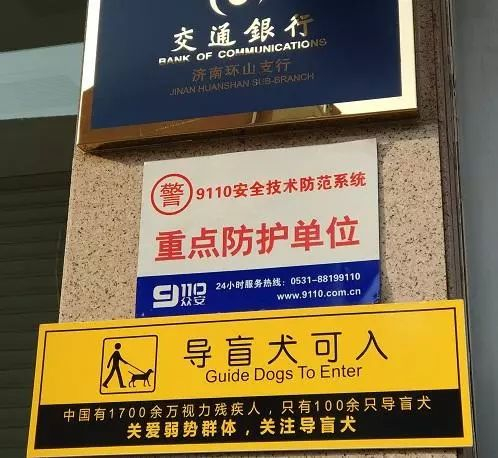 交通銀行
BANK OF COMMUNICATIONS
济南环山支行
JINAN HUANSHAN SUB-BRANCH
警 9110安全技术防范系统
重点防护单位
9110 24小时服务热线：0531-88199110
众安 www.9110.com.cn
导盲犬可入
Guide Dogs To Enter
中国有1700余万视力残疾人，只有100余只导盲犬
关爱弱势群体，关注导盲犬